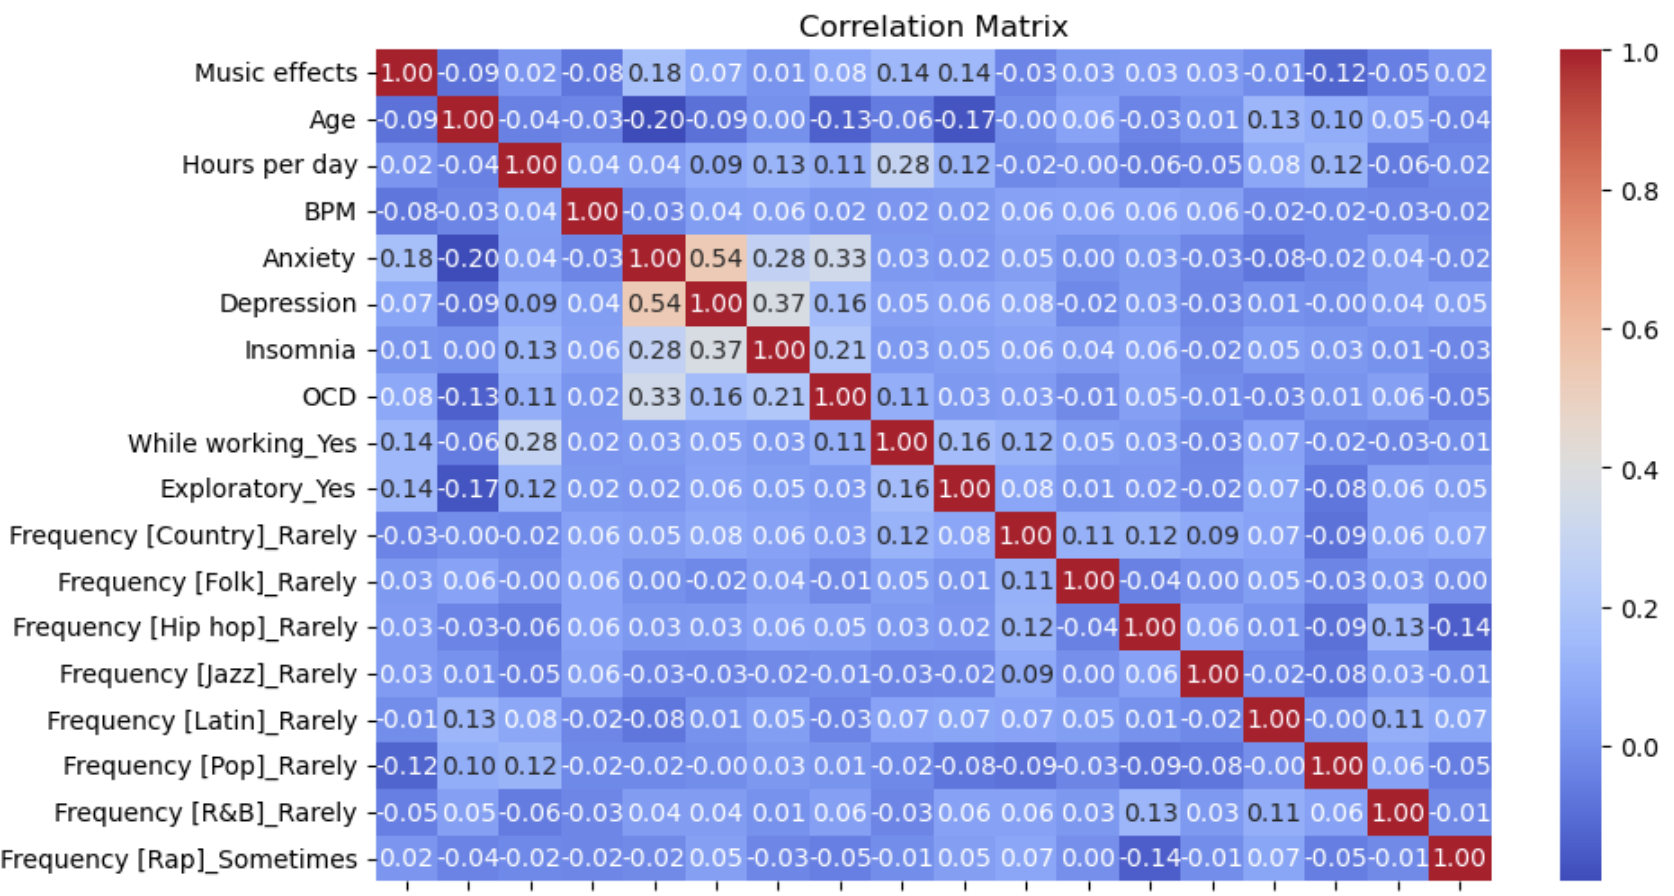 Correlation Matrix
Music effects 1.00 -0.09 0.02 -0.08 0.18 0.07 0.01 0.08 0.14 0.14 -0.03 0.03 0.03 0.03 -0.01 -0.12 -0.05 0.02
Age -0.09 1.00 -0.04 -0.03 -0.20 -0.09 0.00 -0.13 -0.06 -0.17 -0.00 0.06 -0.03 0.01 0.13 0.10 0.05 -0.04
Hours per day 0.02 -0.04 1.00 0.04 0.04 0.09 0.13 0.11 0.28 0.12 -0.02 -0.00 -0.06 -0.05 0.08 0.12 -0.06 -0.02
BPM -0.08 -0.03 0.04 1.00 -0.03 0.04 0.06 0.02 0.02 0.02 0.06 0.06 0.06 0.06 -0.02 -0.02 -0.03 -0.02
Anxiety 0.18 -0.20 0.04 -0.03 1.00 0.54 0.28 0.33 0.03 0.02 0.05 0.00 0.03 -0.03 -0.08 -0.02 0.04 -0.02
Depression 0.07 -0.09 0.09 0.04 0.54 1.00 0.37 0.16 0.05 0.06 0.08 -0.02 0.03 -0.03 0.01 -0.00 0.04 0.05
Insomnia 0.01 0.00 0.13 0.06 0.28 0.37 1.00 0.21 0.03 0.05 0.06 0.04 0.06 -0.02 0.05 0.03 0.01 -0.03
OCD 0.08 -0.13 0.11 0.02 0.33 0.16 0.21 1.00 0.11 0.03 0.03 -0.01 0.05 -0.01 -0.03 0.01 0.06 -0.05
While working_Yes 0.14 -0.06 0.28 0.02 0.03 0.05 0.03 0.11 1.00 0.16 0.12 0.05 0.03 -0.03 0.07 -0.02 -0.03 -0.01
Exploratory_Yes 0.14 -0.17 0.12 0.02 0.02 0.06 0.05 0.03 0.16 1.00 0.08 0.01 0.02 -0.02 0.07 -0.08 0.06 0.05
Frequency [Country]_Rarely -0.03 -0.00 -0.02 0.06 0.05 0.08 0.06 0.03 0.12 0.08 1.00 0.11 0.12 0.09 0.07 -0.09 0.06 0.07
Frequency [Folk]_Rarely 0.03 0.06 -0.00 0.06 0.00 -0.02 0.04 -0.01 0.05 0.01 0.11 1.00 -0.04 0.00 0.05 -0.03 0.03 0.00
Frequency [Hip hop]_Rarely 0.03 -0.03 -0.06 0.06 0.03 0.03 0.06 0.05 0.03 0.02 0.12 -0.04 1.00 0.06 0.01 -0.09 0.13 -0.14
Frequency [Jazz]_Rarely 0.03 0.01 -0.05 0.06 -0.03 -0.03 -0.02 -0.01 -0.03 -0.02 0.09 0.00 0.06 1.00 -0.02 -0.08 0.03 -0.01
Frequency [Latin]_Rarely -0.01 0.13 0.08 -0.02 -0.08 0.01 0.05 -0.03 0.07 0.07 0.07 0.05 0.01 -0.02 1.00 -0.00 0.11 0.07
Frequency [Pop]_Rarely -0.12 0.10 0.12 -0.02 -0.02 -0.00 0.03 0.01 -0.02 -0.08 -0.09 -0.03 -0.09 -0.08 -0.00 1.00 0.06 -0.05
Frequency [R&B]_Rarely -0.05 0.05 -0.06 -0.03 0.04 0.04 0.01 0.06 -0.03 0.06 0.06 0.03 0.13 0.03 0.11 0.06 1.00 -0.01
Frequency [Rap]_Sometimes 0.02 -0.04 -0.02 -0.02 -0.02 0.05 -0.03 -0.05 -0.01 0.05 0.07 0.00 -0.14 -0.01 0.07 -0.05 -0.01 1.00
1.0
0.8
0.6
0.4
0.2
0.0